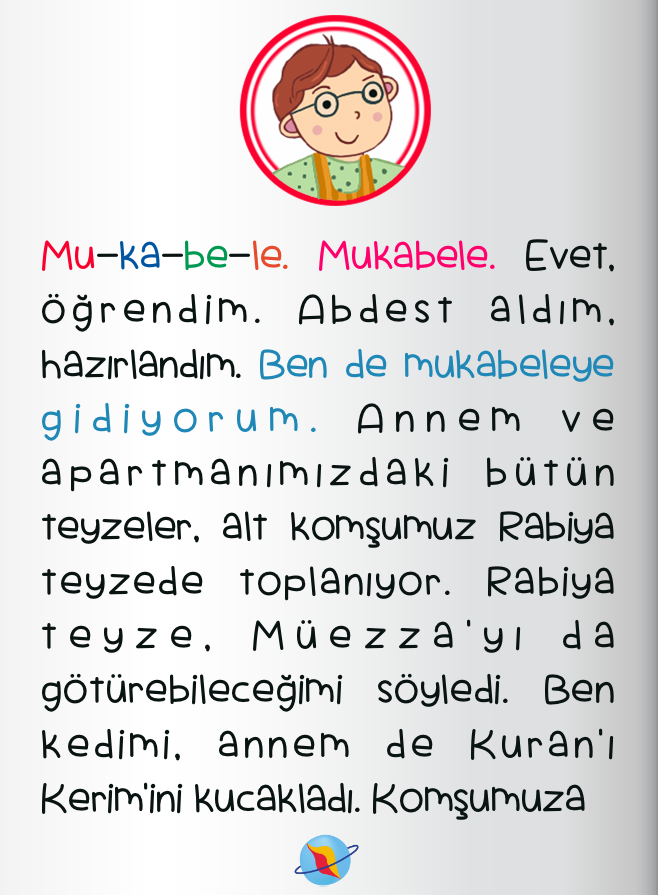 Mu-ka-be-le. Mukabele. Evet,
öğrendim. Abdest aldım,
hazırlandım. Ben de mukabeleye
gidiyorum. Annem ve
apartmanımızdaki bütün
teyzeler, alt komşumuz Rabiya
teyzede toplanıyor. Rabiya
teyze, Müezza'yı da
götürebileceğimi söyledi. Ben
kedimi, annem de Kuran'ı
Kerim'ini kucakladı. Komşumuza